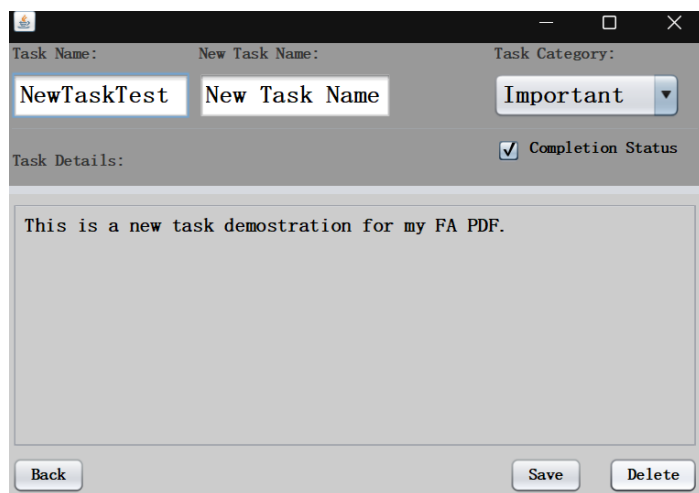 Task Name: New Task Name: Task Category:
NewTaskTest New Task Name Important
Completion Status
Task Details:
This is a new task demostration for my FA PDF.
Back Save Delete